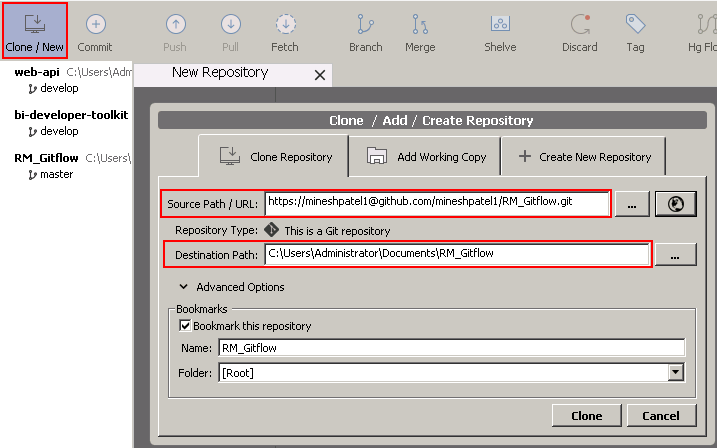 Clone / New Commit Push Pull Fetch Branch Merge Shelve Discard Tag Hg Flo
web-api C:\Users\Adm
develop
bi-developer-toolkit
develop
RM_Gitflow C:\Users\
master
New Repository
Clone / Add / Create Repository
Clone Repository Add Working Copy Create New Repository
Source Path / URL: https://mineshpatel1@github.com/mineshpatel1/RM_Gitflow.git ...
Repository Type: This is a Git repository
Destination Path: C:\Users\Administrator\Documents\RM_Gitflow ...
Advanced Options
Bookmarks
Bookmark this repository
Name: RM_Gitflow
Folder: [Root]
Clone Cancel